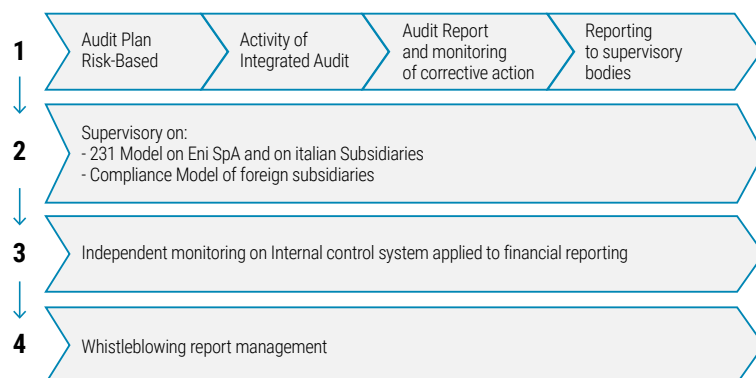 1
Audit Plan
Risk-Based
Activity of
Integrated Audit
Audit Report
and monitoring
of corrective action
Reporting
to supervisory
bodies
2
Supervisory on:
- 231 Model on Eni SpA and on italian Subsidiaries
- Compliance Model of foreign subsidiaries
3
Independent monitoring on Internal control system applied to financial reporting
4
Whistleblowing report management